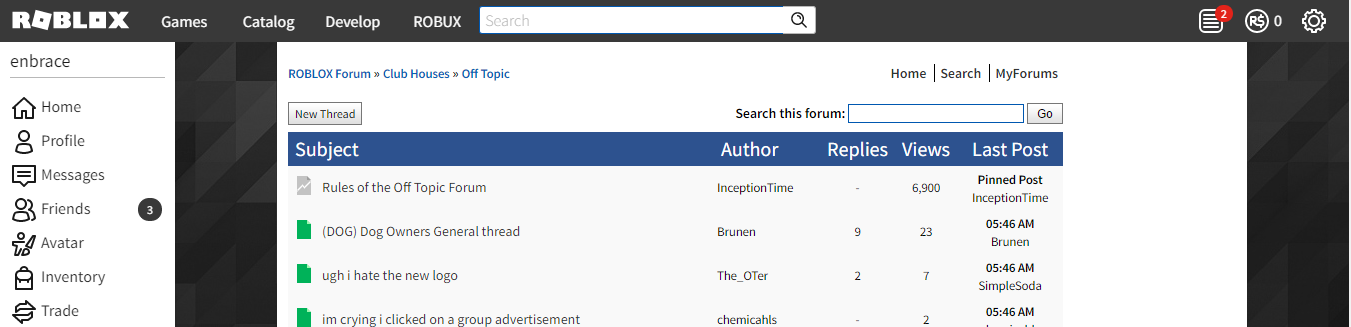 ROBLOX Games Catalog Develop ROBUX Search 2 R$ 0
enbrace
Home
Profile
Messages
Friends 3
Avatar
Inventory
Trade
ROBLOX Forum » Club Houses » Off Topic Home Search MyForums
New Thread Search this forum: Go
Subject Author Replies Views Last Post
Rules of the Off Topic Forum InceptionTime - 6,900 Pinned Post
InceptionTime
(DOG) Dog Owners General thread Brunen 9 23 05:46 AM
Brunen
ugh i hate the new logo The_OTer 2 7 05:46 AM
SimpleSoda
im crying i clicked on a group advertisement chemicahls - 2 05:46 AM